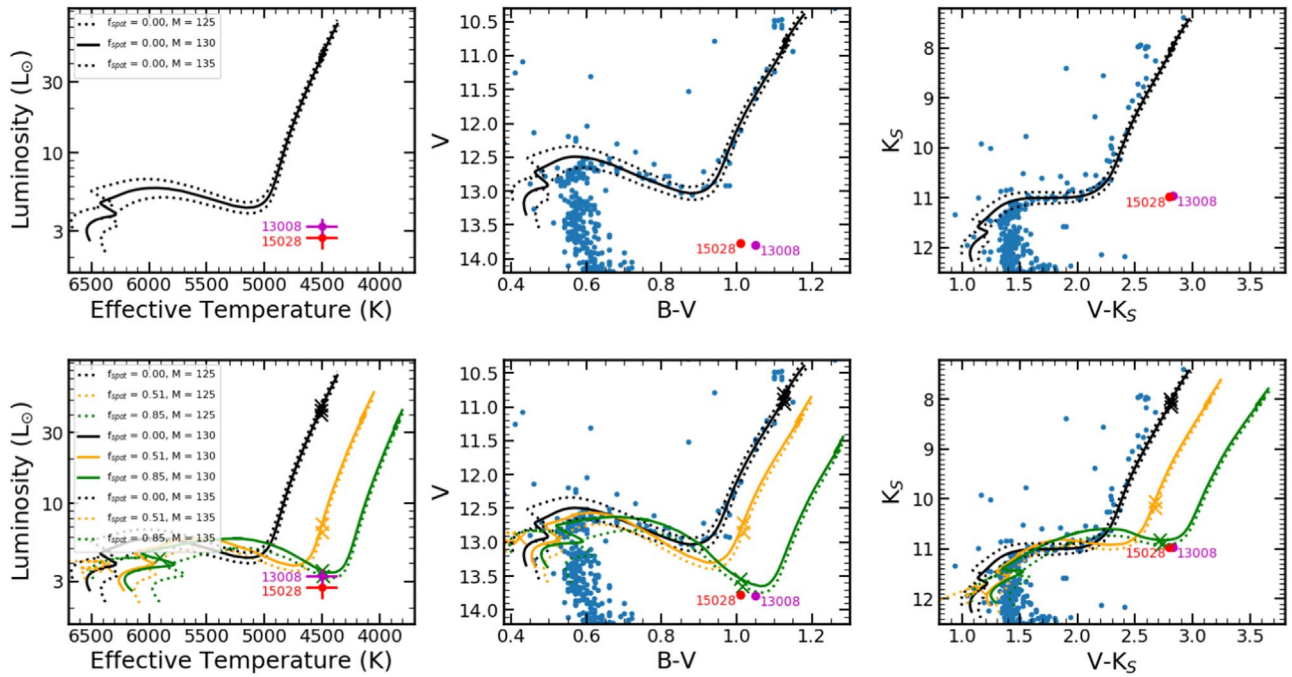 Luminosity (L⊙)
30
10
3
f_spot = 0.00, M = 125
f_spot = 0.00, M = 130
f_spot = 0.00, M = 135
13008
15028
6500 6000 5500 5000 4500 4000
Effective Temperature (K)
V
10.5
11.0
11.5
12.0
12.5
13.0
13.5
14.0
15028 13008
0.4 0.6 0.8 1.0 1.2
B-V
K_S
8
9
10
11
12
15028 13008
1.0 1.5 2.0 2.5 3.0 3.5
V-K_S
Luminosity (L⊙)
30
10
3
f_spot = 0.00, M = 125
f_spot = 0.51, M = 125
f_spot = 0.85, M = 125
f_spot = 0.00, M = 130
f_spot = 0.51, M = 130
f_spot = 0.85, M = 130
f_spot = 0.00, M = 135
f_spot = 0.51, M = 135
f_spot = 0.85, M = 135
13008
15028
6500 6000 5500 5000 4500 4000
Effective Temperature (K)
V
10.5
11.0
11.5
12.0
12.5
13.0
13.5
14.0
15028 13008
0.4 0.6 0.8 1.0 1.2
B-V
K_S
8
9
10
11
12
15028 13008
1.0 1.5 2.0 2.5 3.0 3.5
V-K_S